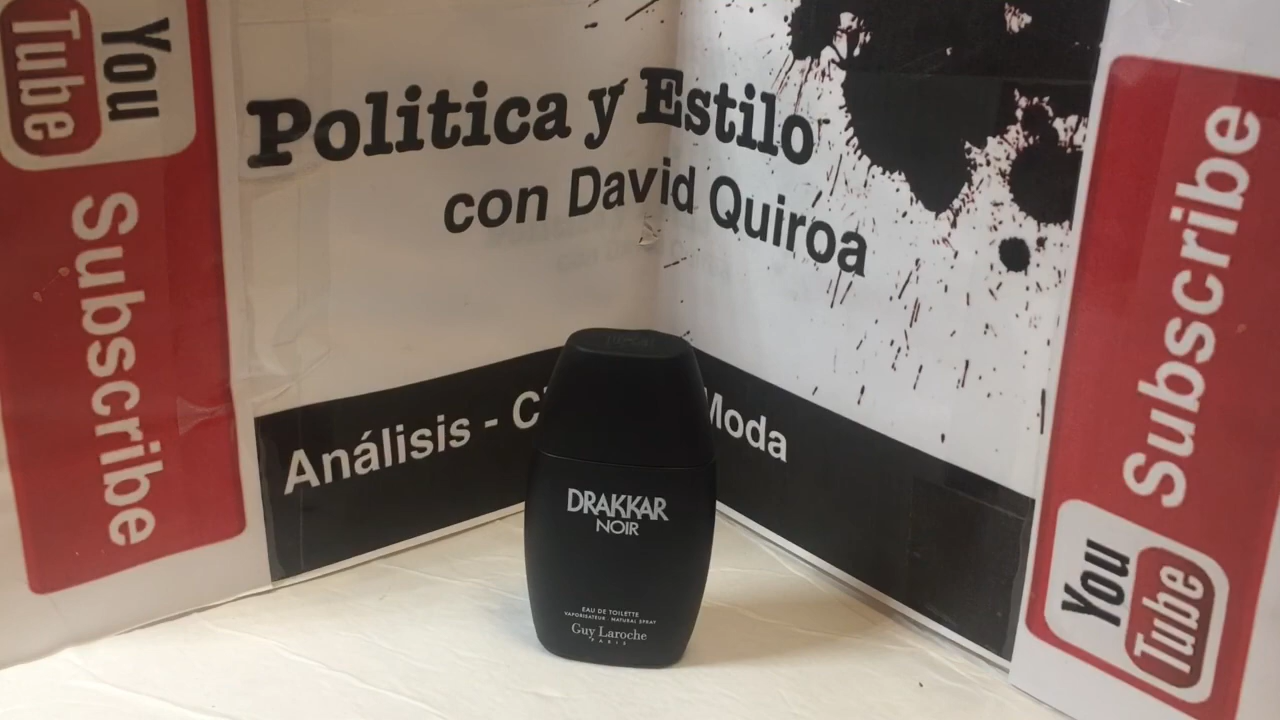 You
Tube
Subscribe
Politica y Estilo
con David Quiroa
Análisis - C
Moda
DRAKKAR
NOIR
EAU DE TOILETTE
VAPORISATEUR · NATURAL SPRAY
Guy Laroche
PARIS
Subscribe
You
Tube